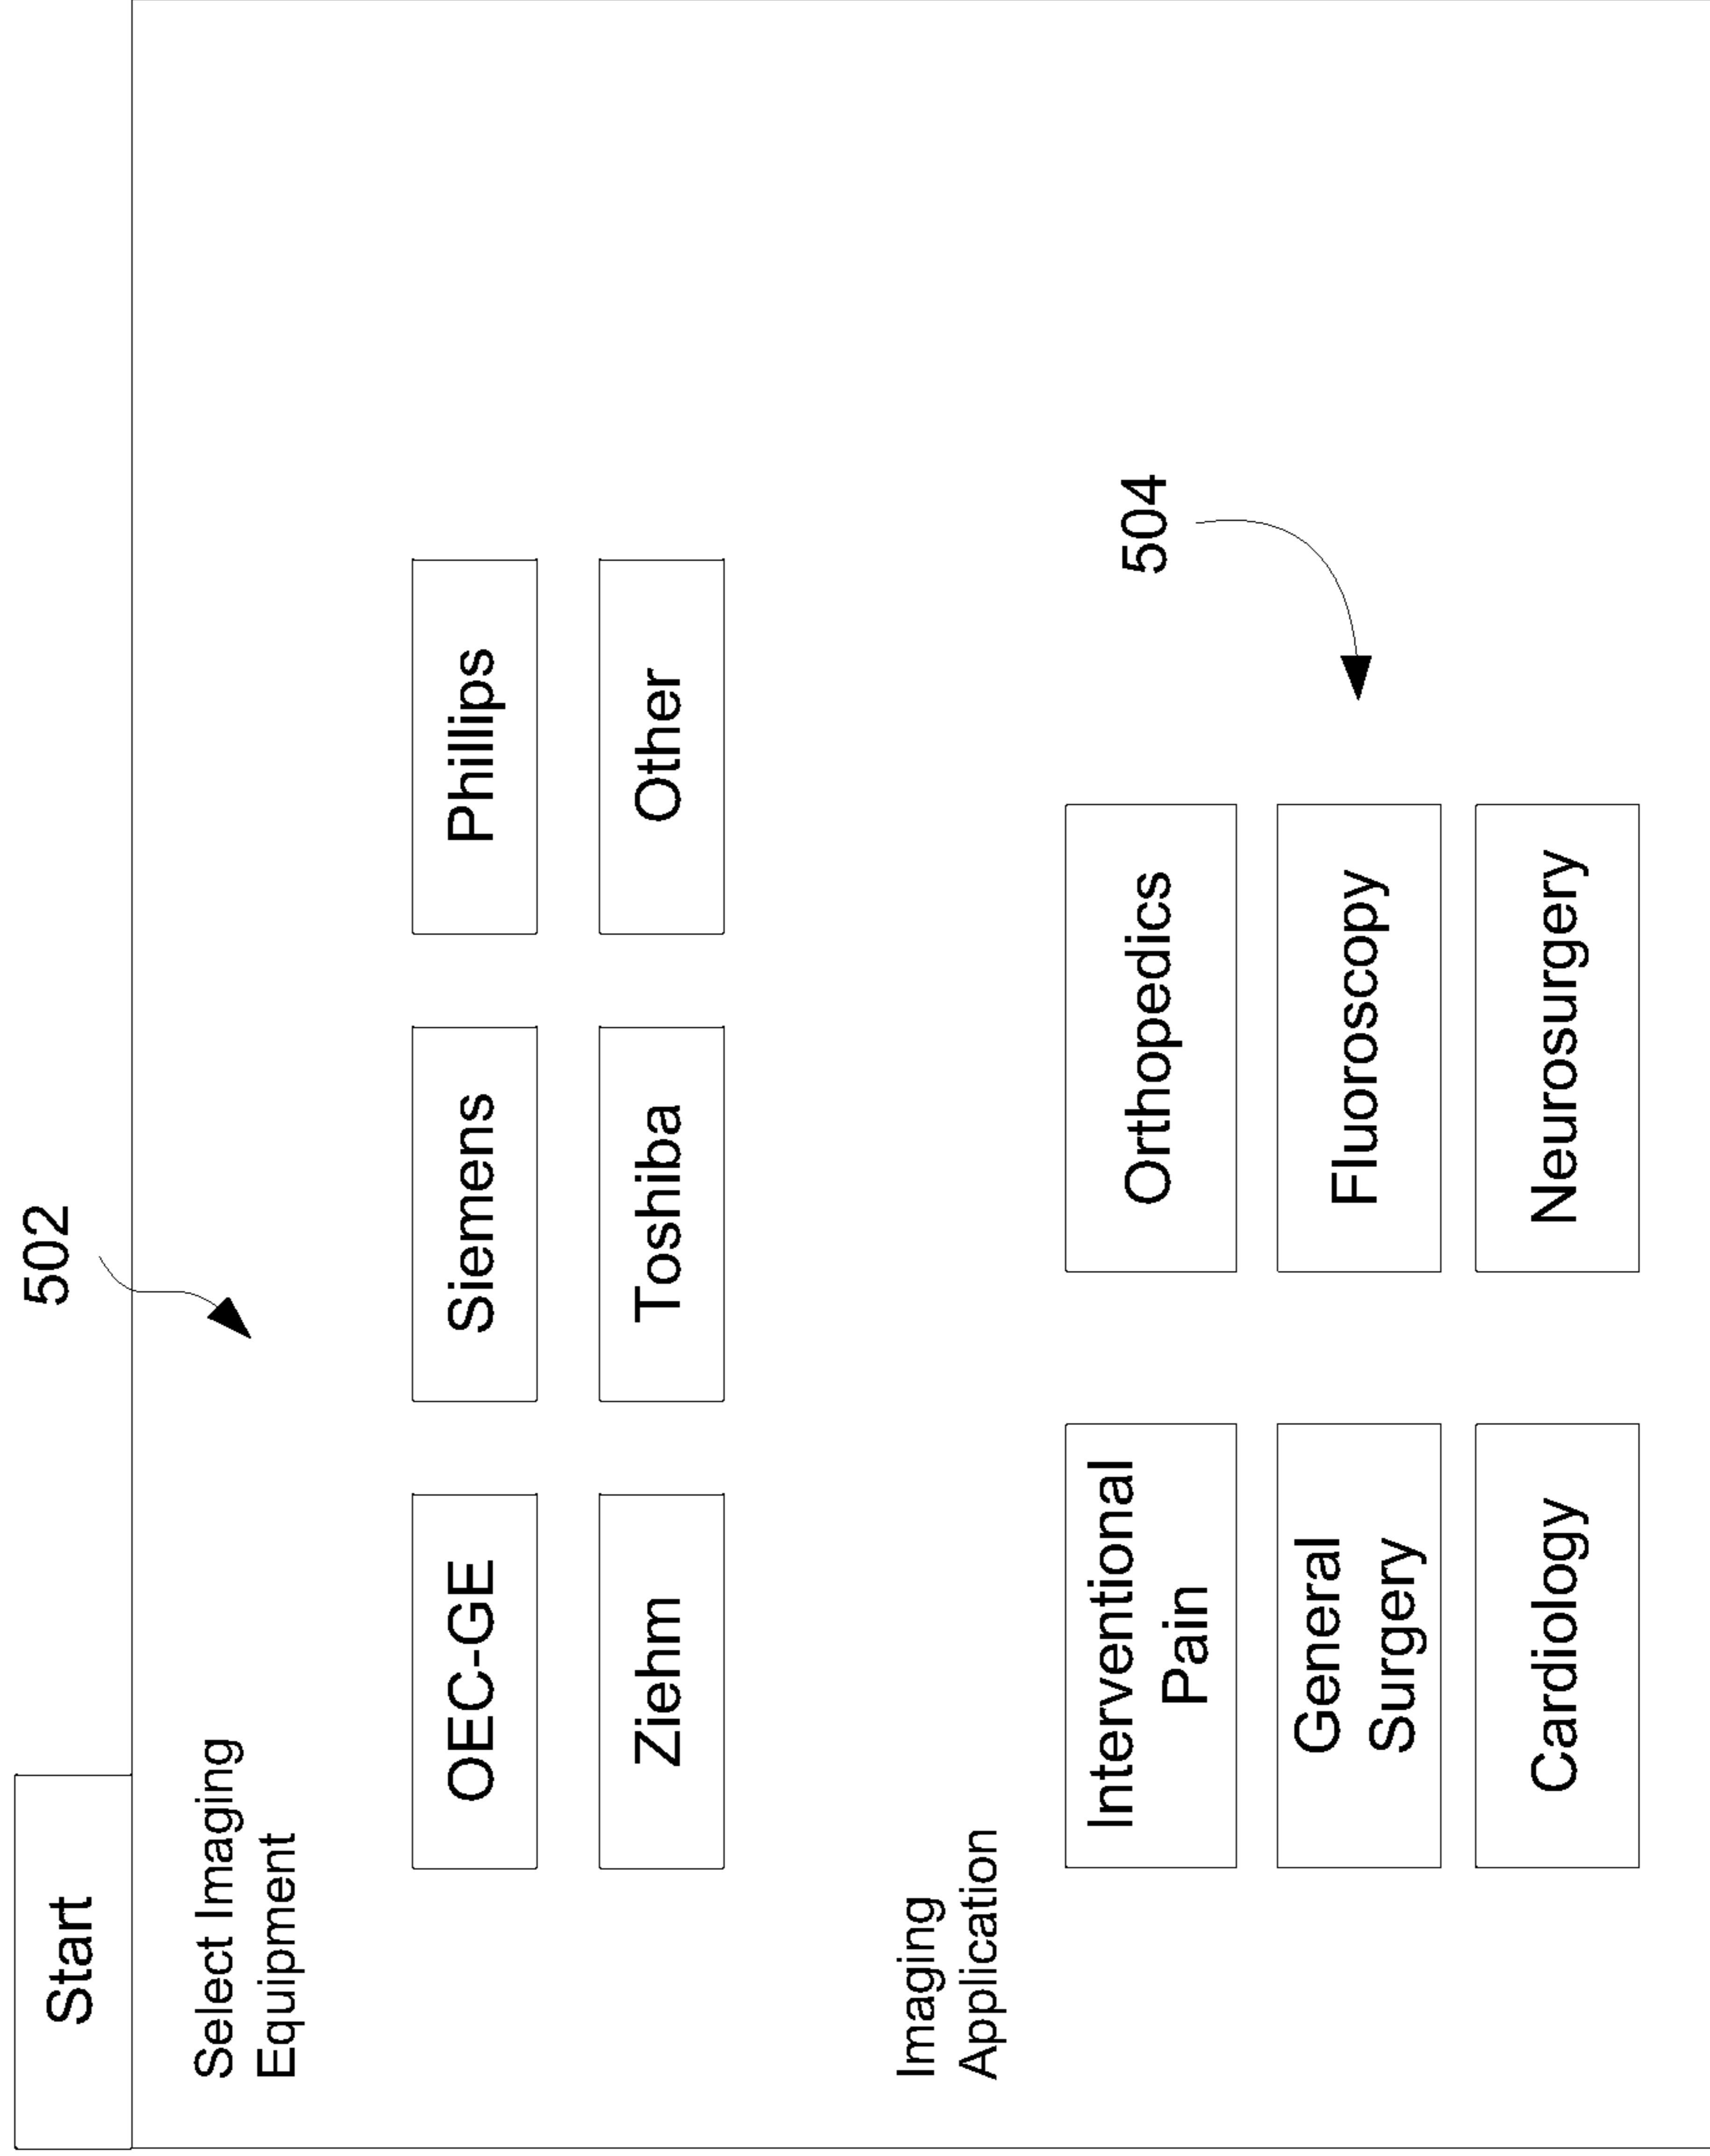 502
Start
Select Imaging
Equipment
OEC-GE
Siemens
Phillips
Ziehm
Toshiba
Other
Imaging
Application
504
Interventional
Pain
Orthopedics
General
Surgery
Fluoroscopy
Cardiology
Neurosurgery